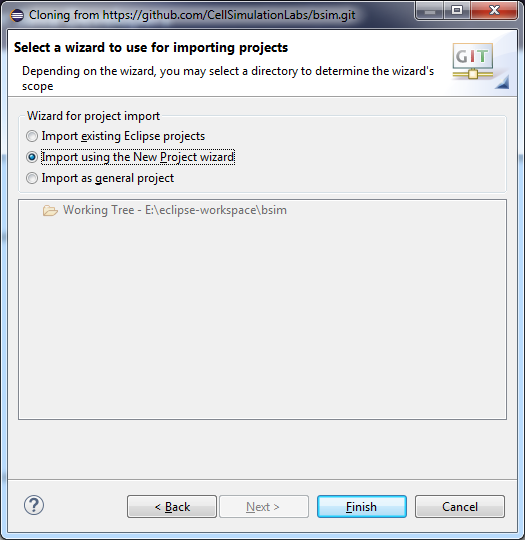 Cloning from https://github.com/CellSimulationLabs/bsim.git
Select a wizard to use for importing projects
Depending on the wizard, you may select a directory to determine the wizard's
scope
GIT
Wizard for project import
Import existing Eclipse projects
Import using the New Project wizard
Import as general project
Working Tree - E:\eclipse-workspace\bsim
?
< Back
Next >
Finish
Cancel